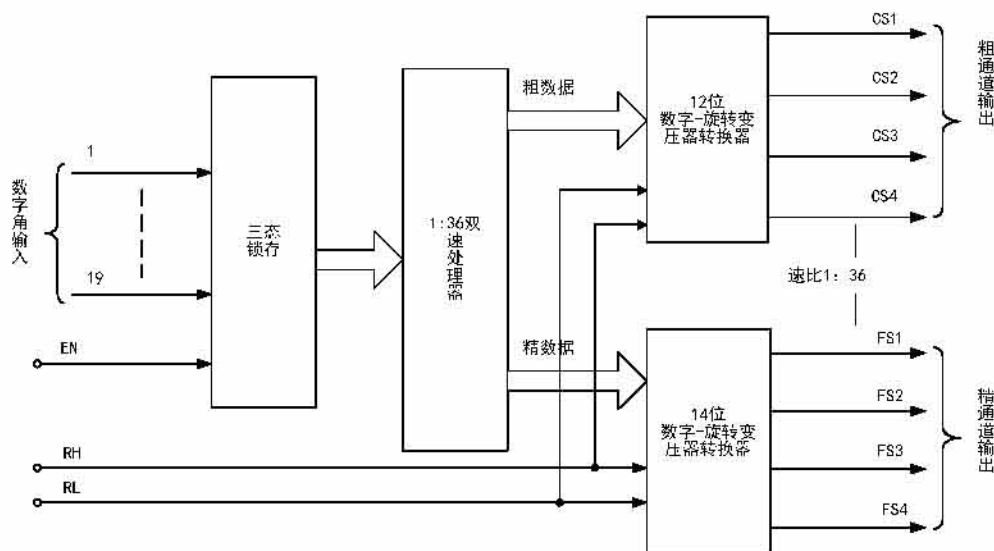 数字角输入
1
19
EN
RH
RL
三态
锁存
1:36双
速处
理器
粗数据
精数据
12位
数字-旋转变
压器转换器
CS1
CS2
CS3
CS4
粗通道输出
速比1：36
14位
数字-旋转变
压器转换器
FS1
FS2
FS3
FS4
精通道输出